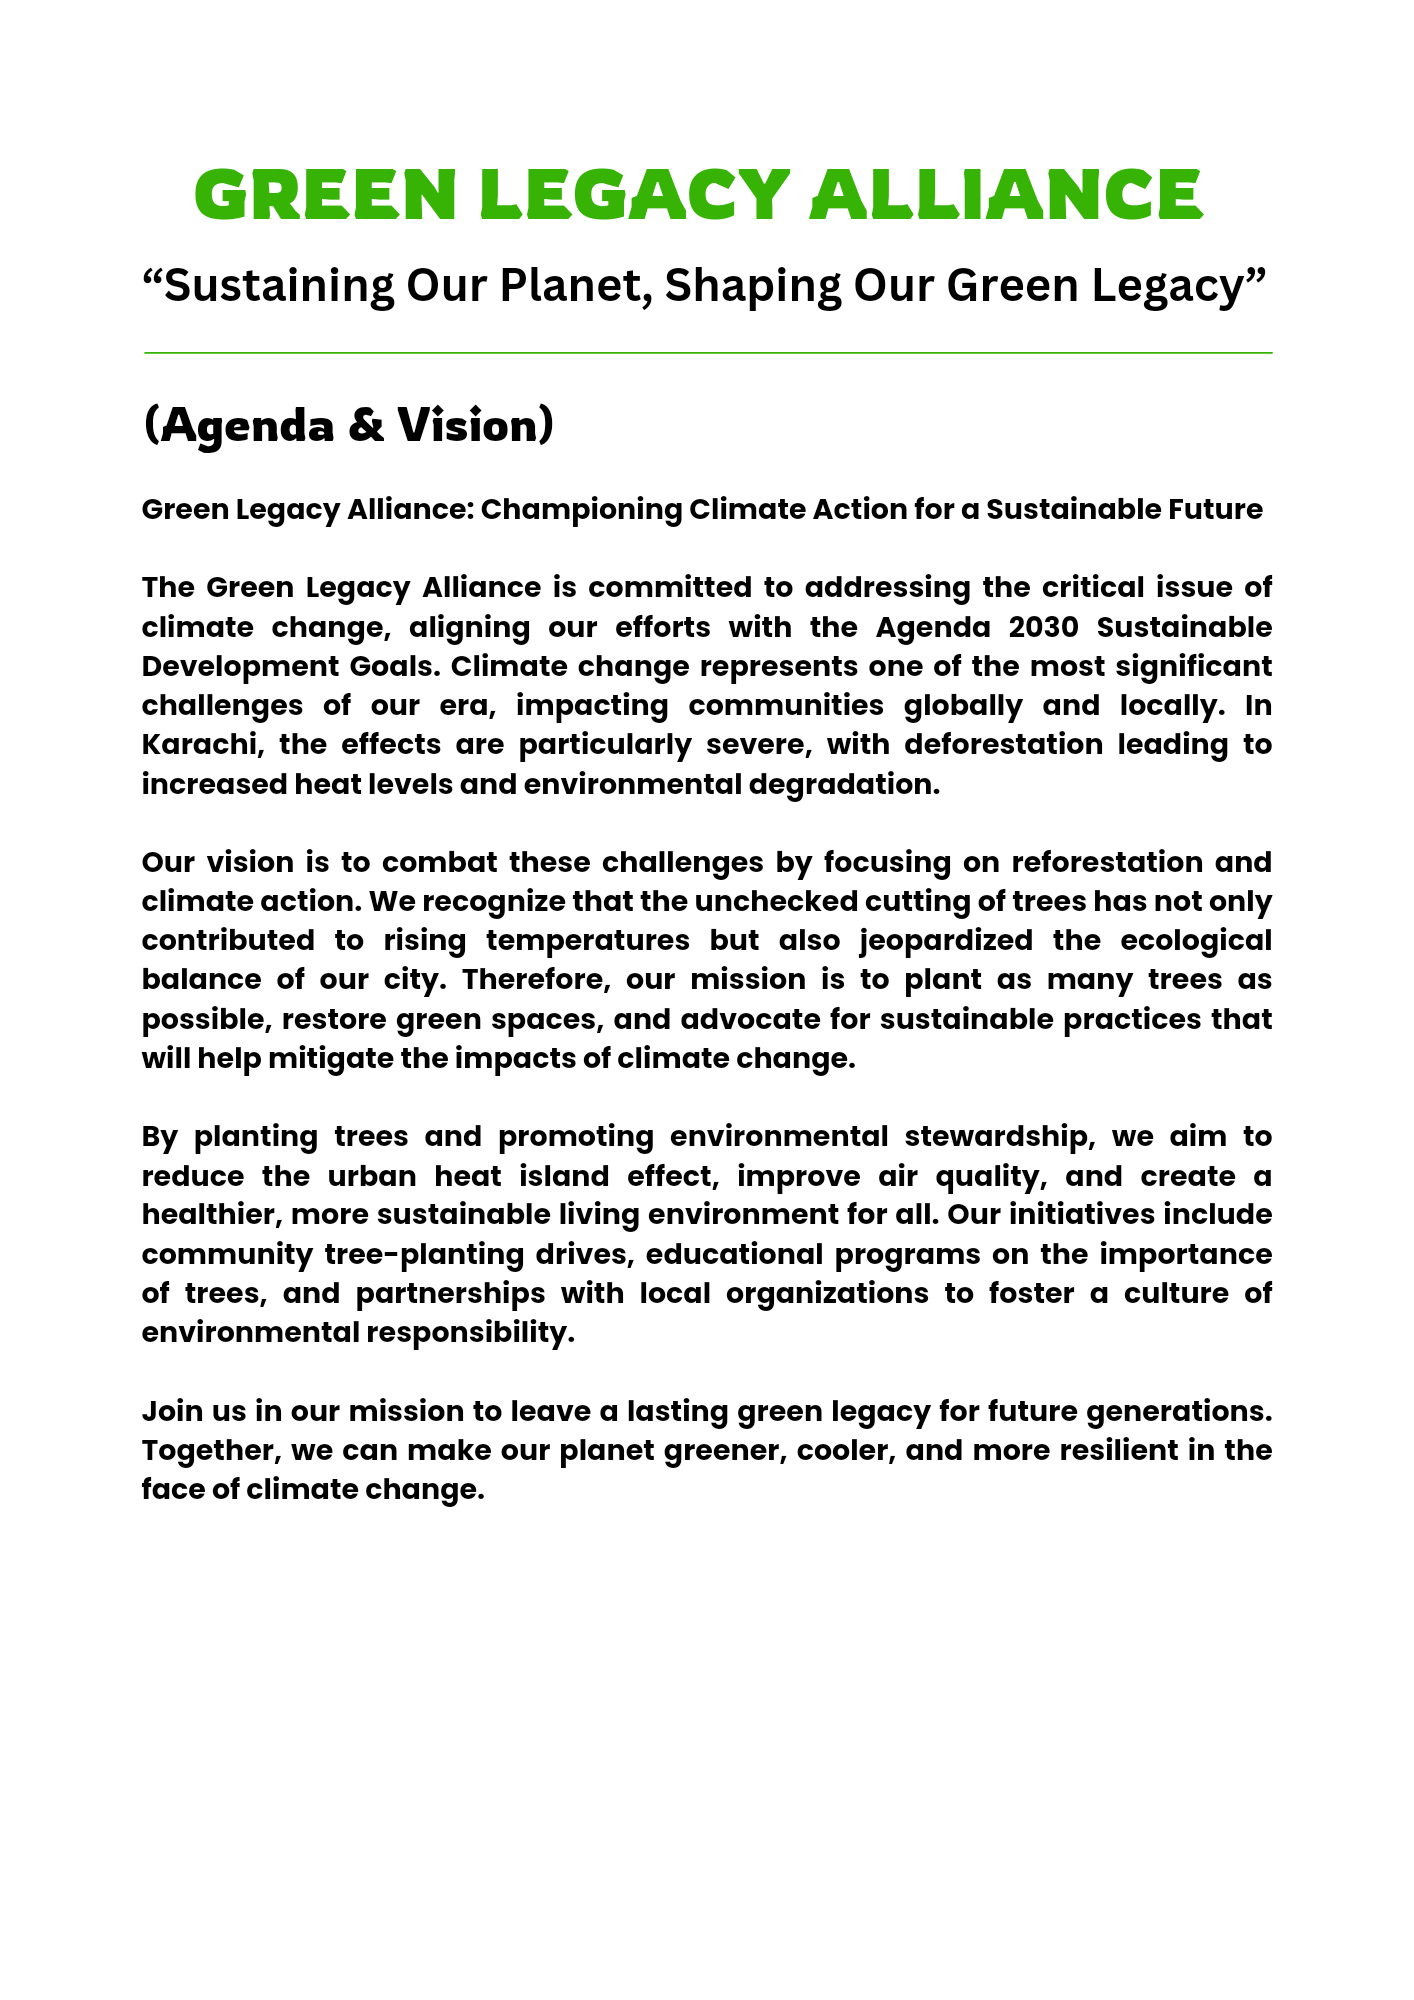 GREEN LEGACY ALLIANCE
“Sustaining Our Planet, Shaping Our Green Legacy”
(Agenda & Vision)
Green Legacy Alliance: Championing Climate Action for a Sustainable Future
The Green Legacy Alliance is committed to addressing the critical issue of
climate change, aligning our efforts with the Agenda 2030 Sustainable
Development Goals. Climate change represents one of the most significant
challenges of our era, impacting communities globally and locally. In
Karachi, the effects are particularly severe, with deforestation leading to
increased heat levels and environmental degradation.
Our vision is to combat these challenges by focusing on reforestation and
climate action. We recognize that the unchecked cutting of trees has not only
contributed to rising temperatures but also jeopardized the ecological
balance of our city. Therefore, our mission is to plant as many trees as
possible, restore green spaces, and advocate for sustainable practices that
will help mitigate the impacts of climate change.
By planting trees and promoting environmental stewardship, we aim to
reduce the urban heat island effect, improve air quality, and create a
healthier, more sustainable living environment for all. Our initiatives include
community tree-planting drives, educational programs on the importance
of trees, and partnerships with local organizations to foster a culture of
environmental responsibility.
Join us in our mission to leave a lasting green legacy for future generations.
Together, we can make our planet greener, cooler, and more resilient in the
face of climate change.